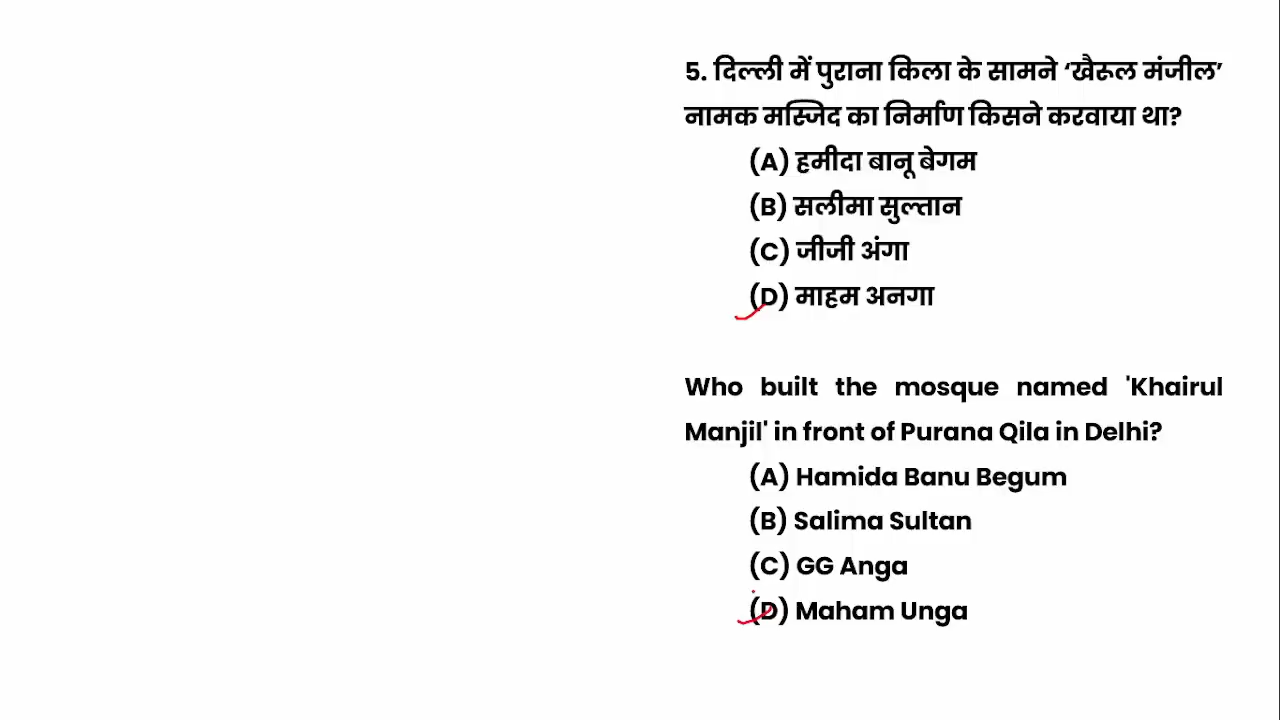 5. दिल्ली में पुराना किला के सामने ‘खैरूल मंजील’
नामक मस्जिद का निर्माण किसने करवाया था?
(A) हमीदा बानू बेगम
(B) सलीमा सुल्तान
(C) जीजी अंगा
(D) माहम अनगा
Who built the mosque named 'Khairul
Manjil' in front of Purana Qila in Delhi?
(A) Hamida Banu Begum
(B) Salima Sultan
(C) GG Anga
(D) Maham Unga